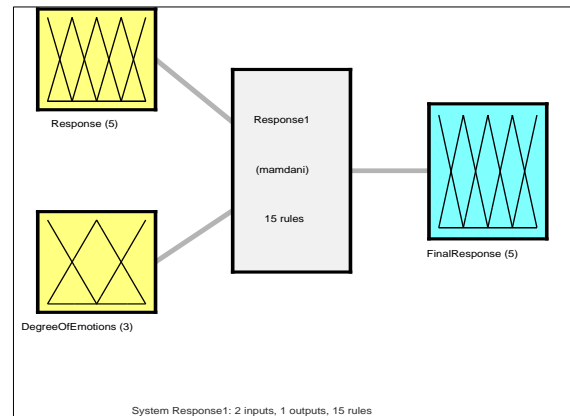 Response (5)
Response1
(mamdani)
15 rules
FinalResponse (5)
DegreeOfEmotions (3)
System Response1: 2 inputs, 1 outputs, 15 rules